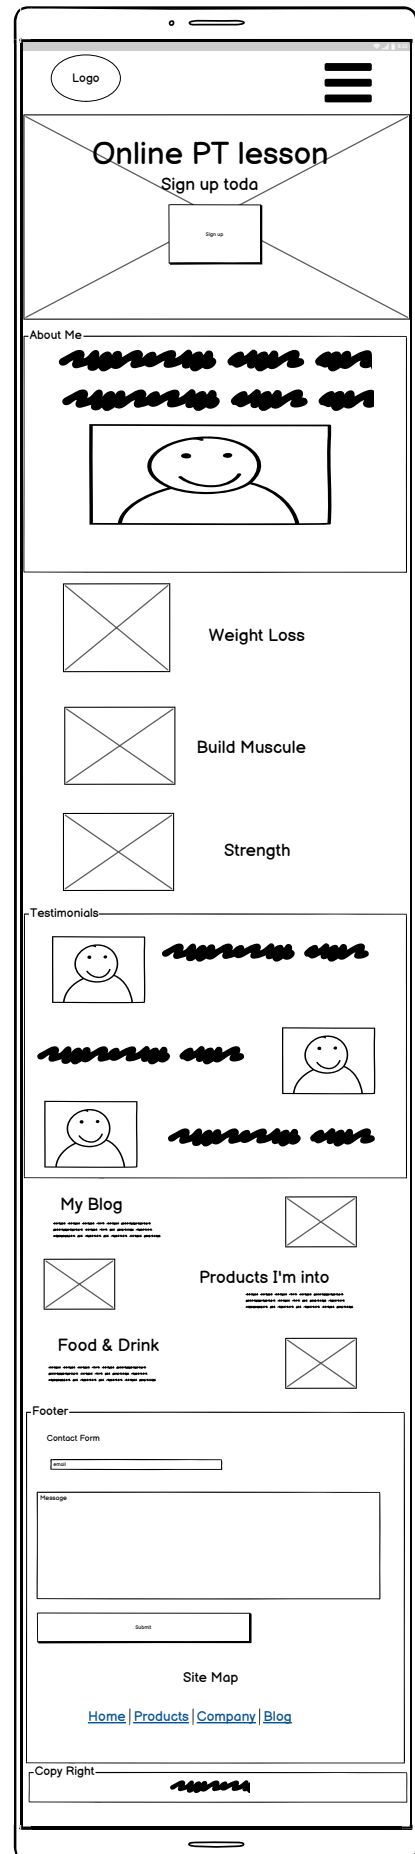 Logo
Online PT lesson
Sign up toda
Sign up
About Me
Weight Loss
Build Muscule
Strength
Testimonials
My Blog
Products I'm into
Food & Drink
Footer
Contact Form
email
Message
Submit
Site Map
Home Products Company Blog
Copy Right